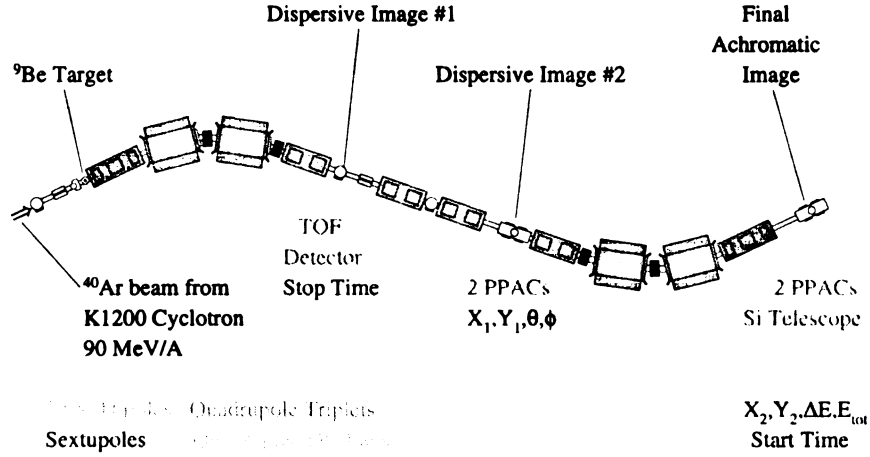 Dispersive Image #1
Final
Achromatic
Image
⁹Be Target
Dispersive Image #2
TOF
Detector
Stop Time
⁴⁰Ar beam from
K1200 Cyclotron
90 MeV/A
2 PPACs
X₁,Y₁,θ,ϕ
2 PPACs
Si Telescope
Quadrupole Triplets
Sextupoles
X₂,Y₂,ΔE,Eₜₒₜ
Start Time